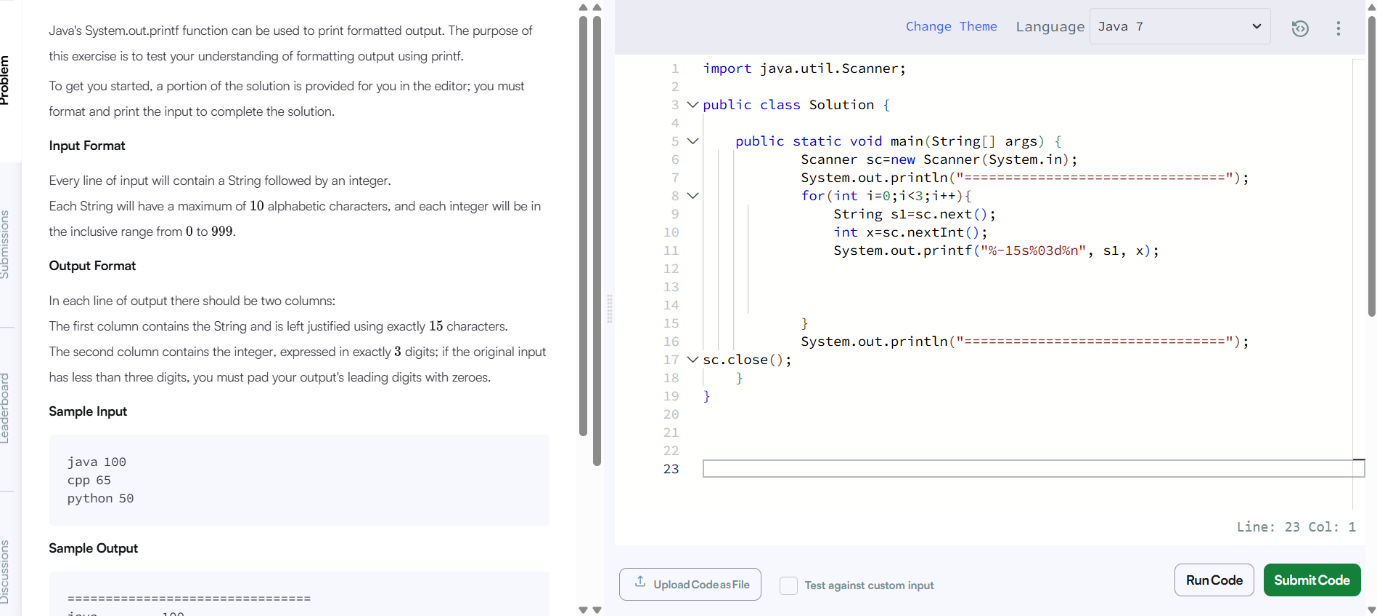 Problem
Submissions
Leaderboard
Discussions
Java's System.out.printf function can be used to print formatted output. The purpose of
this exercise is to test your understanding of formatting output using printf.
To get you started, a portion of the solution is provided for you in the editor; you must
format and print the input to complete the solution.
Input Format
Every line of input will contain a String followed by an integer.
Each String will have a maximum of 10 alphabetic characters, and each integer will be in
the inclusive range from 0 to 999.
Output Format
In each line of output there should be two columns:
The first column contains the String and is left justified using exactly 15 characters.
The second column contains the integer, expressed in exactly 3 digits; if the original input
has less than three digits, you must pad your output's leading digits with zeroes.
Sample Input
java 100
cpp 65
python 50
Sample Output
================================
java           100
Change Theme Language Java 7
1 import java.util.Scanner;
2
3 public class Solution {
4
5     public static void main(String[] args) {
6             Scanner sc=new Scanner(System.in);
7             System.out.println("================================");
8             for(int i=0;i<3;i++){
9                 String s1=sc.next();
10                 int x=sc.nextInt();
11                 System.out.printf("%-15s%03d%n", s1, x);
12
13
14
15             }
16             System.out.println("================================");
17 sc.close();
18     }
19 }
20
21
22
23
Line: 23 Col: 1
Upload Code as File Test against custom input Run Code Submit Code